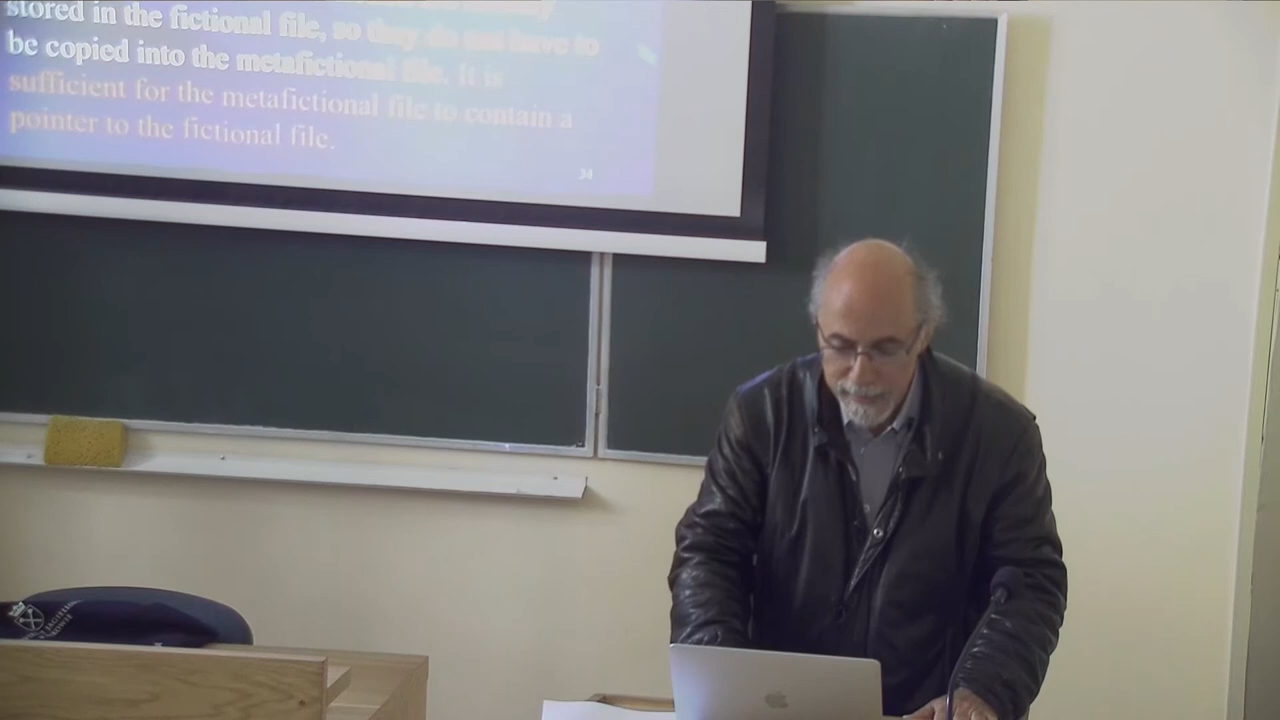 stored in the fictional file, so they do not have to
be copied into the metafictional file. It is
sufficient for the metafictional file to contain a
pointer to the fictional file.
34